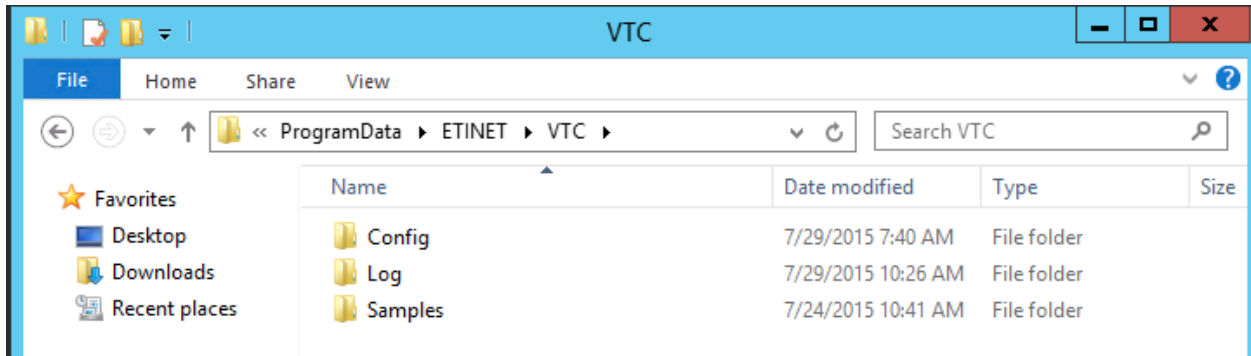 VTC
File Home Share View
« ProgramData ETINET VTC Search VTC
Favorites
Desktop
Downloads
Recent places
Name Date modified Type Size
Config 7/29/2015 7:40 AM File folder
Log 7/29/2015 10:26 AM File folder
Samples 7/24/2015 10:41 AM File folder